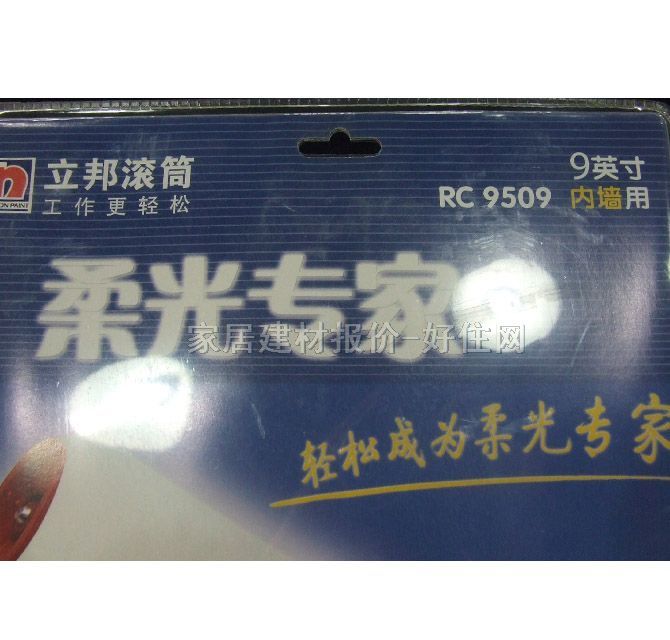 立邦滚筒
工作更轻松
9英寸
RC 9509 内墙用
柔光专家
家居建材报价-好住网
轻松成为柔光专家